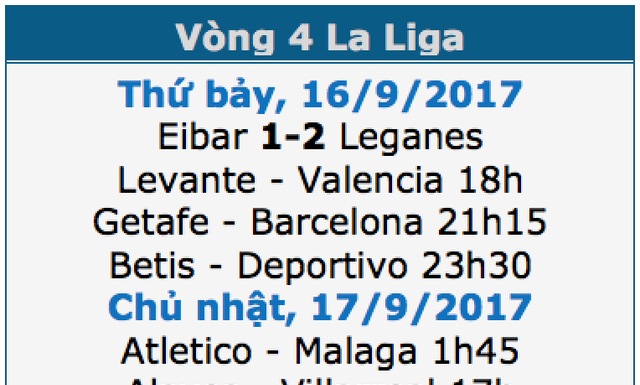 Vòng 4 La Liga
Thứ bảy, 16/9/2017
Eibar 1-2 Leganes
Levante - Valencia 18h
Getafe - Barcelona 21h15
Betis - Deportivo 23h30
Chủ nhật, 17/9/2017
Atletico - Malaga 1h45